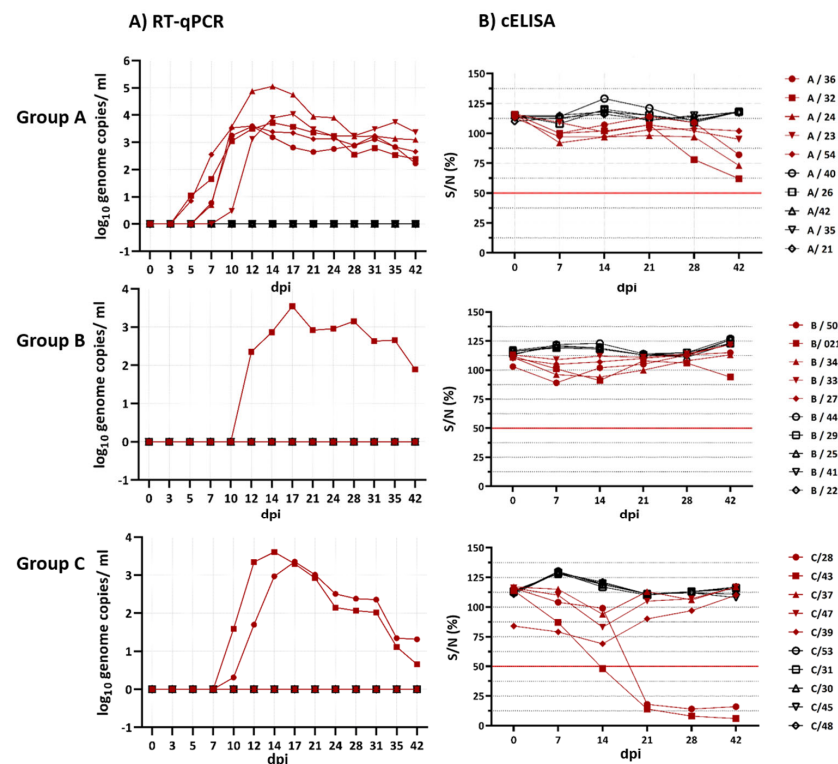 A) RT-qPCR
B) cELISA
Group A
log10 genome copies/ ml
6
5
4
3
2
1
0
-1
0 3 5 7 10 12 14 17 21 24 28 31 35 42
dpi
S/N (%)
150
125
100
75
50
25
0
0 7 14 21 28 42
dpi
A / 36
A / 32
A / 24
A / 23
A / 54
A / 40
A / 26
A/42
A / 35
A / 21
Group B
log10 genome copies/ ml
4
3
2
1
0
-1
0 3 5 7 10 12 14 17 21 24 28 31 35 42
dpi
S/N (%)
150
125
100
75
50
25
0
0 7 14 21 28 42
dpi
B / 50
B/ 021
B / 34
B / 33
B / 27
B / 44
B / 29
B / 25
B / 41
B / 22
Group C
log10 genome copies/ ml
4
3
2
1
0
-1
0 3 5 7 10 12 14 17 21 24 28 31 35 42
dpi
S/N (%)
150
125
100
75
50
25
0
0 7 14 21 28 42
dpi
C/28
C/43
C/37
C/47
C/39
C/53
C/31
C/30
C/45
C/48